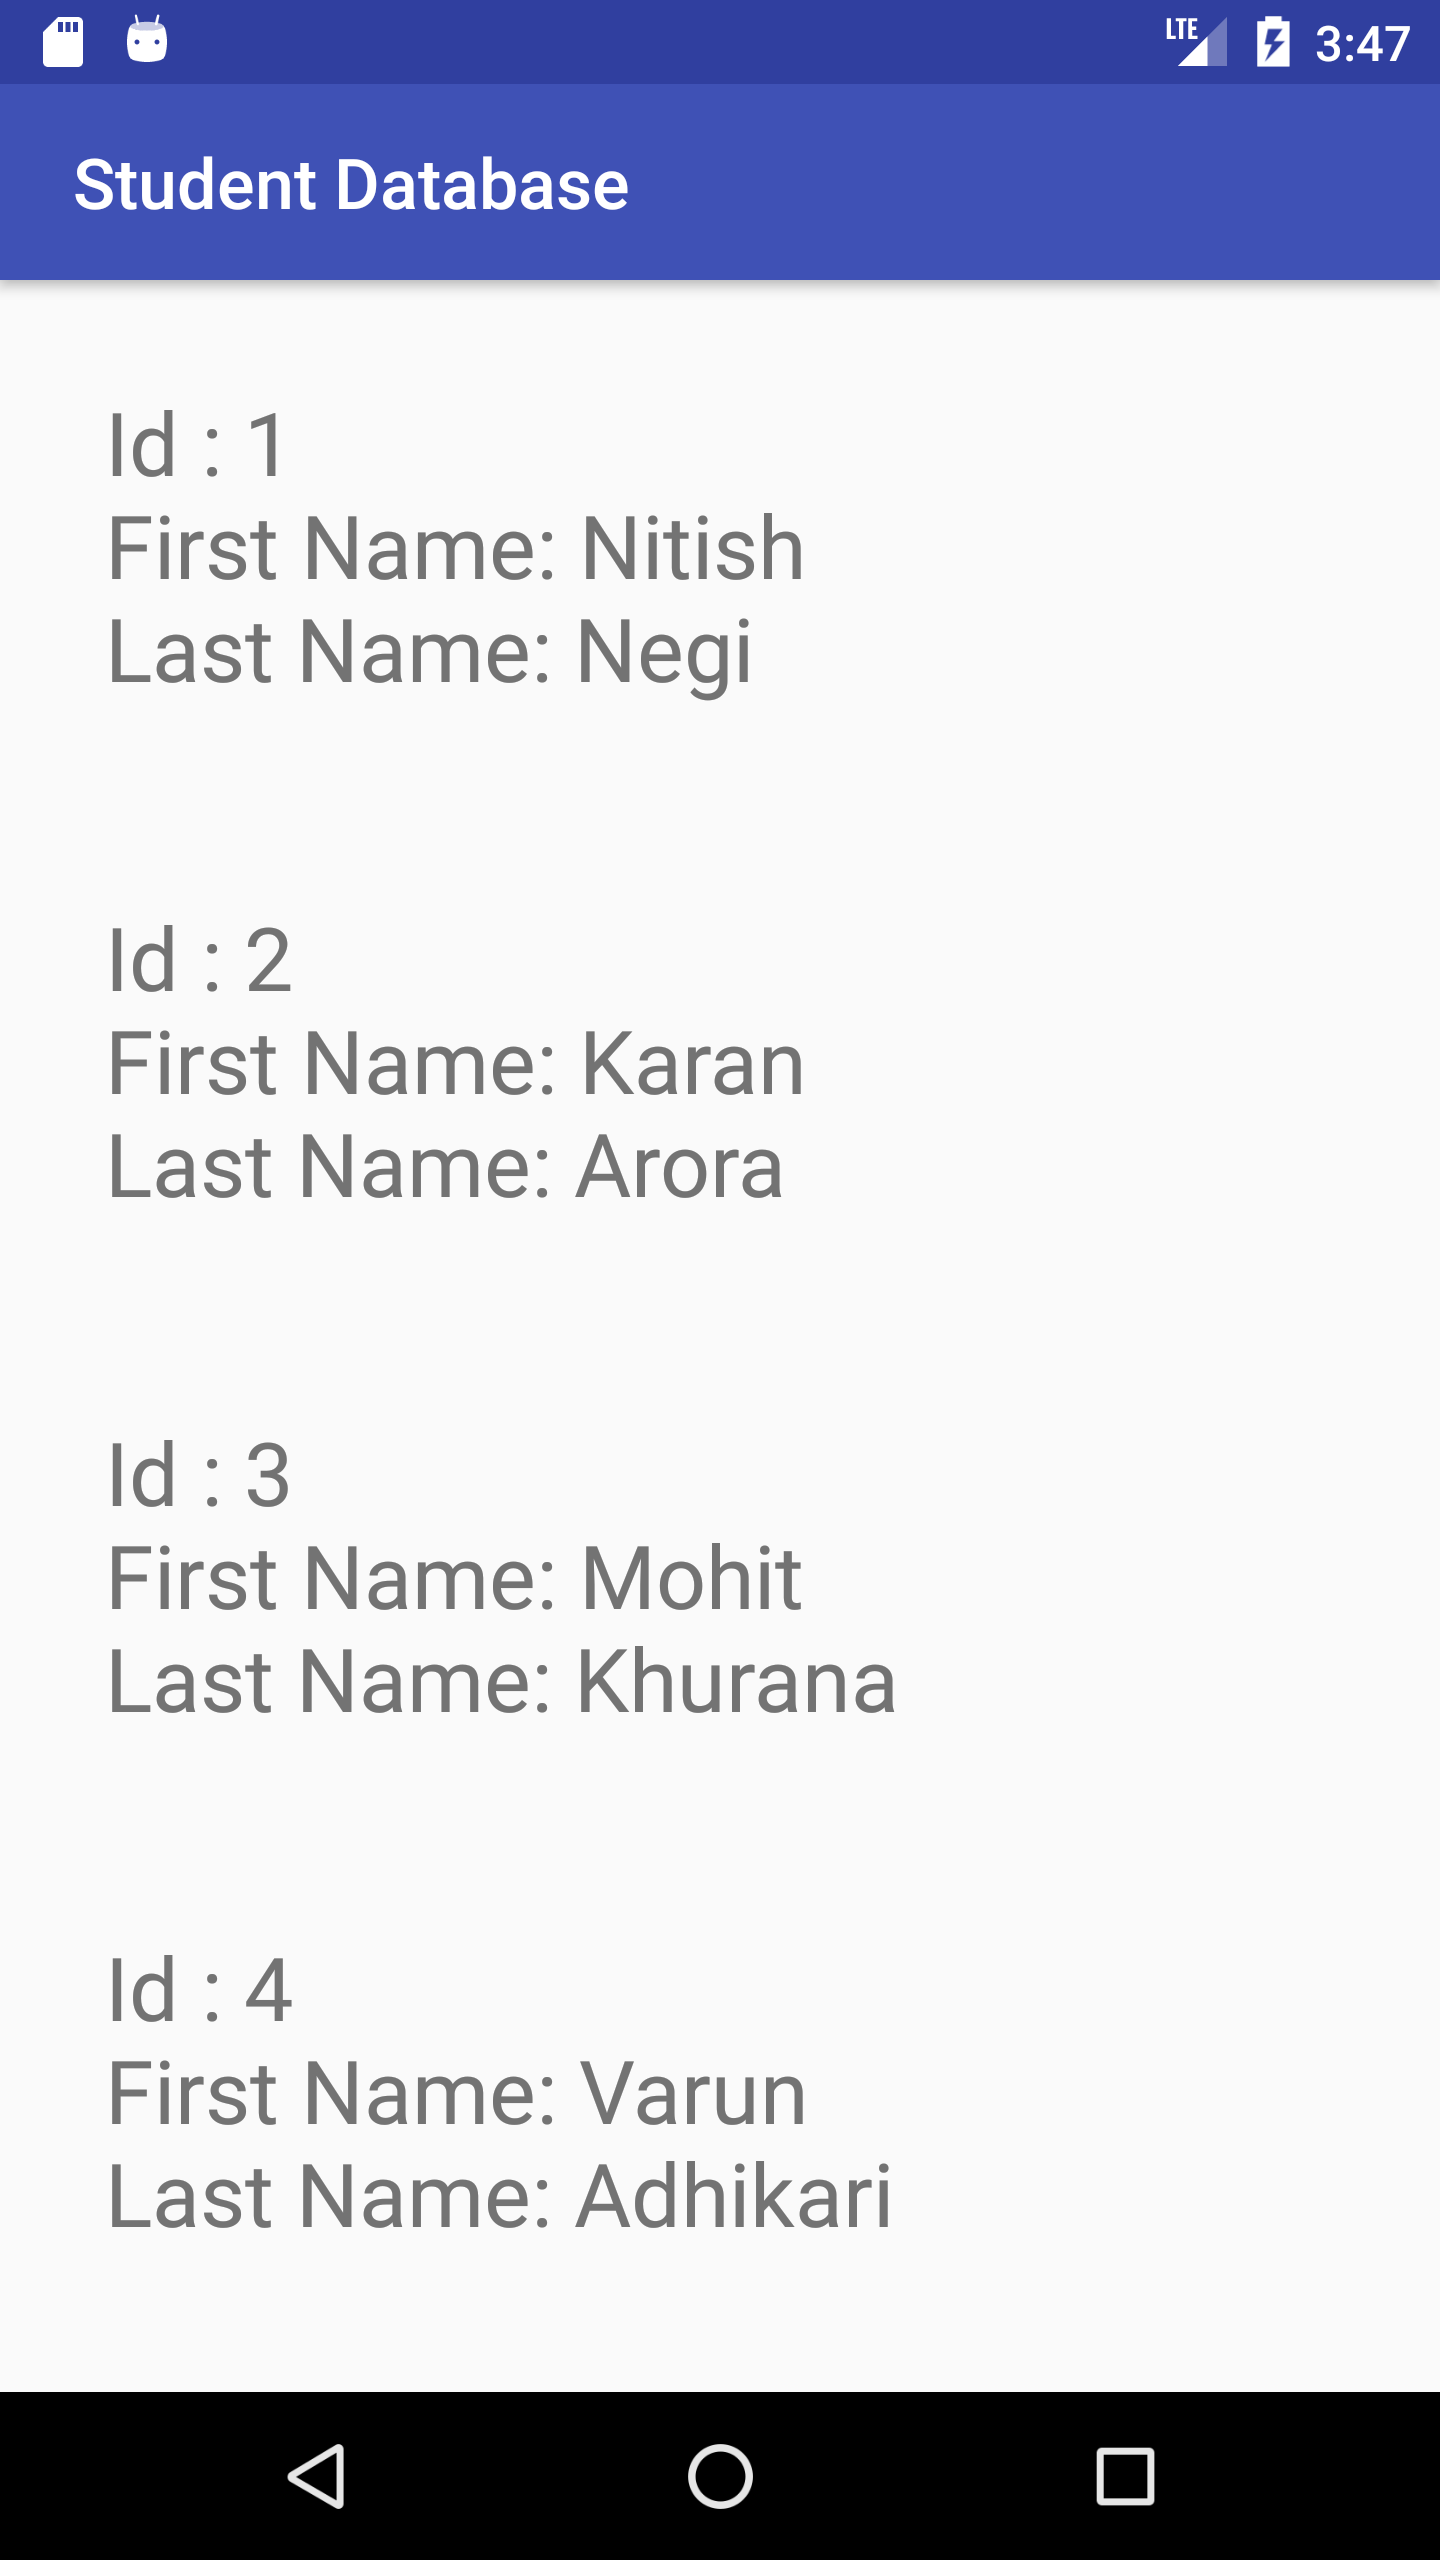 LTE 3:47
Student Database
Id : 1
First Name: Nitish
Last Name: Negi
Id : 2
First Name: Karan
Last Name: Arora
Id : 3
First Name: Mohit
Last Name: Khurana
Id : 4
First Name: Varun
Last Name: Adhikari